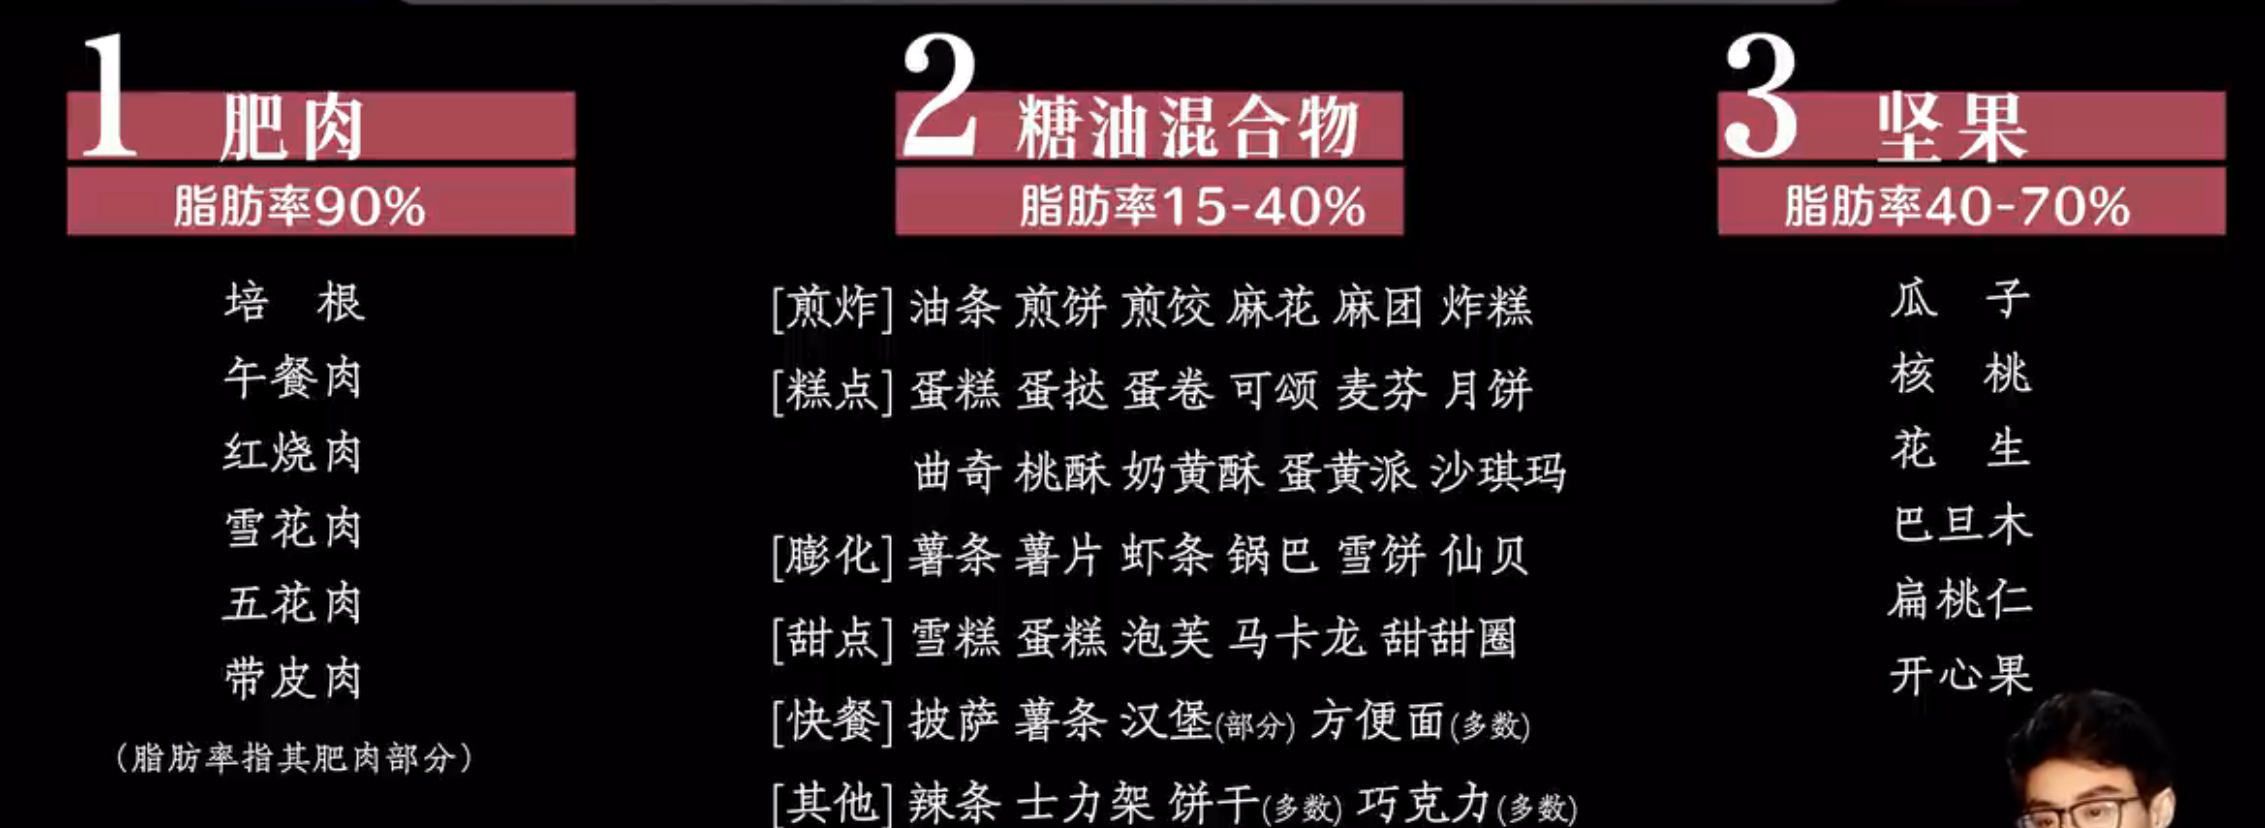 1 肥肉
脂肪率90%
培 根
午餐肉
红烧肉
雪花肉
五花肉
带皮肉
（脂肪率指其肥肉部分）
2 糖油混合物
脂肪率15-40%
[煎炸] 油条 煎饼 煎饺 麻花 麻团 炸糕
[糕点] 蛋糕 蛋挞 蛋卷 可颂 麦芬 月饼
曲奇 桃酥 奶黄酥 蛋黄派 沙琪玛
[膨化] 薯条 薯片 虾条 锅巴 雪饼 仙贝
[甜点] 雪糕 蛋糕 泡芙 马卡龙 甜甜圈
[快餐] 披萨 薯条 汉堡(部分) 方便面(多数)
[其他] 辣条 士力架 饼干(多数) 巧克力(多数)
3 坚果
脂肪率40-70%
瓜 子
核 桃
花 生
巴旦木
扁桃仁
开心果